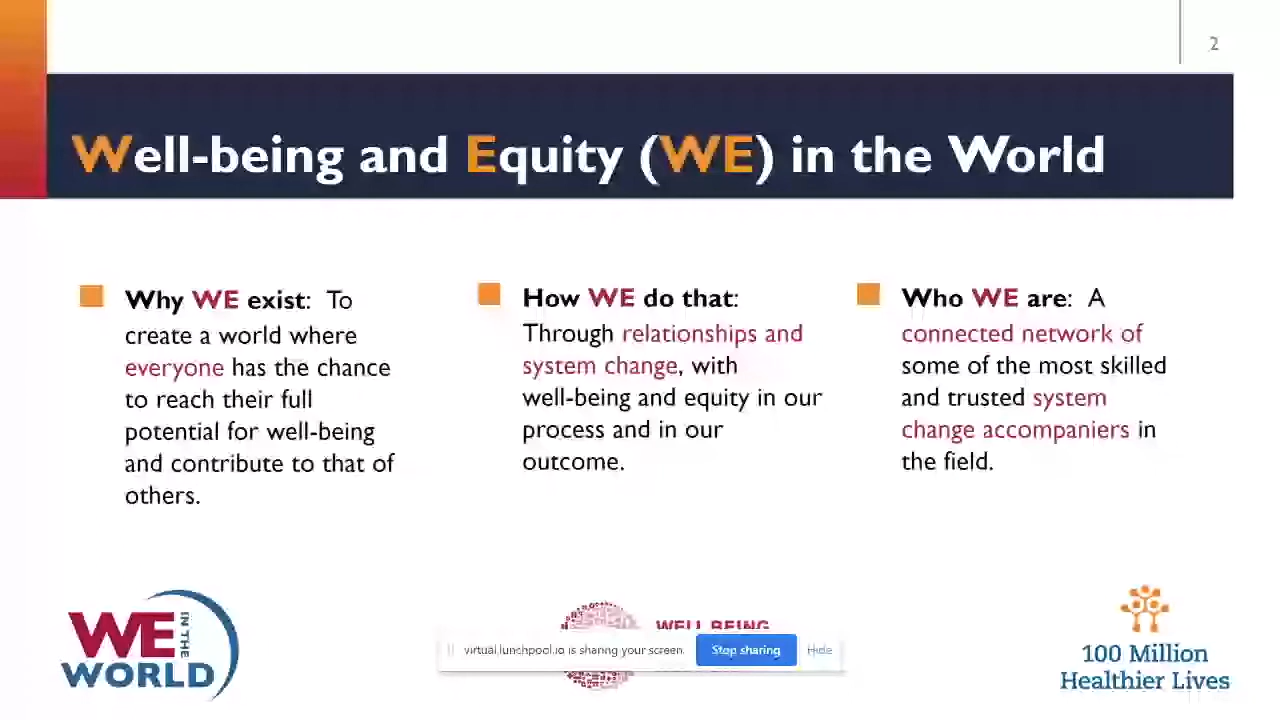 2
Well-being and Equity (WE) in the World
Why WE exist: To
create a world where
everyone has the chance
to reach their full
potential for well-being
and contribute to that of
others.
How WE do that:
Through relationships and
system change, with
well-being and equity in our
process and in our
outcome.
Who WE are: A
connected network of
some of the most skilled
and trusted system
change accompaniers in
the field.
WE
IN THE
WORLD
WELL BEING
virtual.lunchpool.io is sharing your screen.
Stop sharing
Hide
100 Million
Healthier Lives